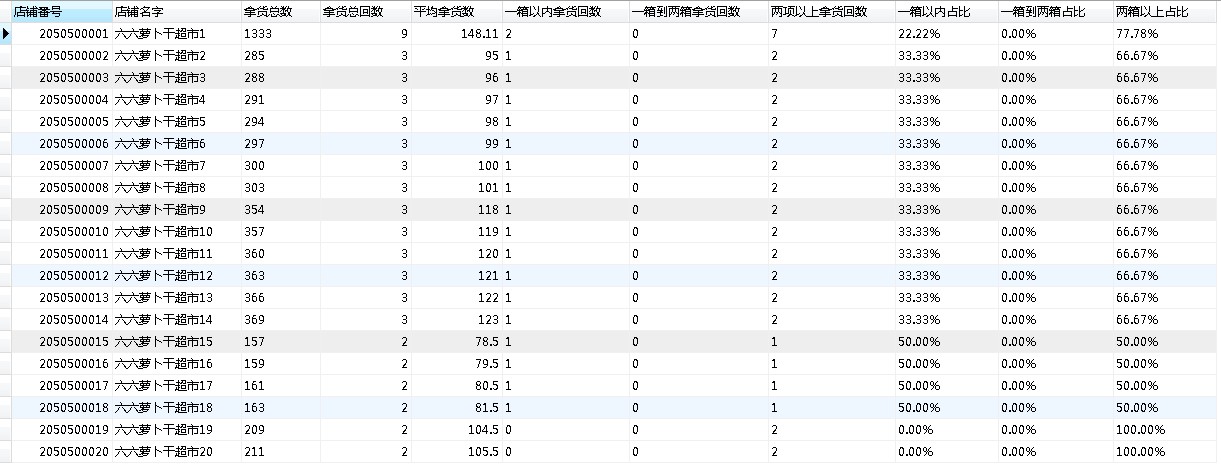 店铺番号 店铺名字 拿货总数 拿货总回数 平均拿货数 一箱以内拿货回数 一箱到两箱拿货回数 两项以上拿货回数 一箱以内占比 一箱到两箱占比 两箱以上占比
2050500001 六六萝卜干超市1 1333 9 148.11 2 0 7 22.22% 0.00% 77.78%
2050500002 六六萝卜干超市2 285 3 95 1 0 2 33.33% 0.00% 66.67%
2050500003 六六萝卜干超市3 288 3 96 1 0 2 33.33% 0.00% 66.67%
2050500004 六六萝卜干超市4 291 3 97 1 0 2 33.33% 0.00% 66.67%
2050500005 六六萝卜干超市5 294 3 98 1 0 2 33.33% 0.00% 66.67%
2050500006 六六萝卜干超市6 297 3 99 1 0 2 33.33% 0.00% 66.67%
2050500007 六六萝卜干超市7 300 3 100 1 0 2 33.33% 0.00% 66.67%
2050500008 六六萝卜干超市8 303 3 101 1 0 2 33.33% 0.00% 66.67%
2050500009 六六萝卜干超市9 354 3 118 1 0 2 33.33% 0.00% 66.67%
2050500010 六六萝卜干超市10 357 3 119 1 0 2 33.33% 0.00% 66.67%
2050500011 六六萝卜干超市11 360 3 120 1 0 2 33.33% 0.00% 66.67%
2050500012 六六萝卜干超市12 363 3 121 1 0 2 33.33% 0.00% 66.67%
2050500013 六六萝卜干超市13 366 3 122 1 0 2 33.33% 0.00% 66.67%
2050500014 六六萝卜干超市14 369 3 123 1 0 2 33.33% 0.00% 66.67%
2050500015 六六萝卜干超市15 157 2 78.5 1 0 1 50.00% 0.00% 50.00%
2050500016 六六萝卜干超市16 159 2 79.5 1 0 1 50.00% 0.00% 50.00%
2050500017 六六萝卜干超市17 161 2 80.5 1 0 1 50.00% 0.00% 50.00%
2050500018 六六萝卜干超市18 163 2 81.5 1 0 1 50.00% 0.00% 50.00%
2050500019 六六萝卜干超市19 209 2 104.5 0 0 2 0.00% 0.00% 100.00%
2050500020 六六萝卜干超市20 211 2 105.5 0 0 2 0.00% 0.00% 100.00%